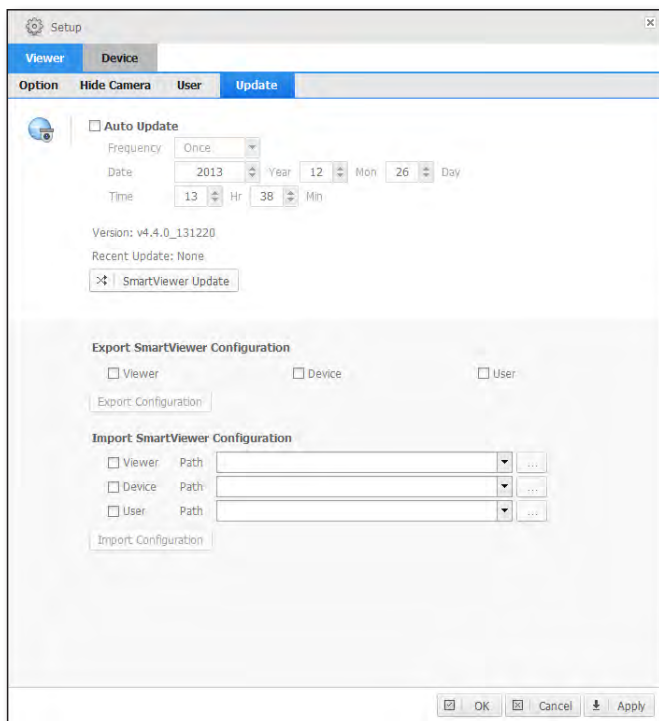 Setup
Viewer Device
Option Hide Camera User Update
Auto Update
Frequency Once
Date 2013 Year 12 Mon 26 Day
Time 13 Hr 38 Min
Version: v4.4.0_131220
Recent Update: None
SmartViewer Update
Export SmartViewer Configuration
Viewer Device User
Export Configuration
Import SmartViewer Configuration
Viewer Path ...
Device Path ...
User Path ...
Import Configuration
OK Cancel Apply